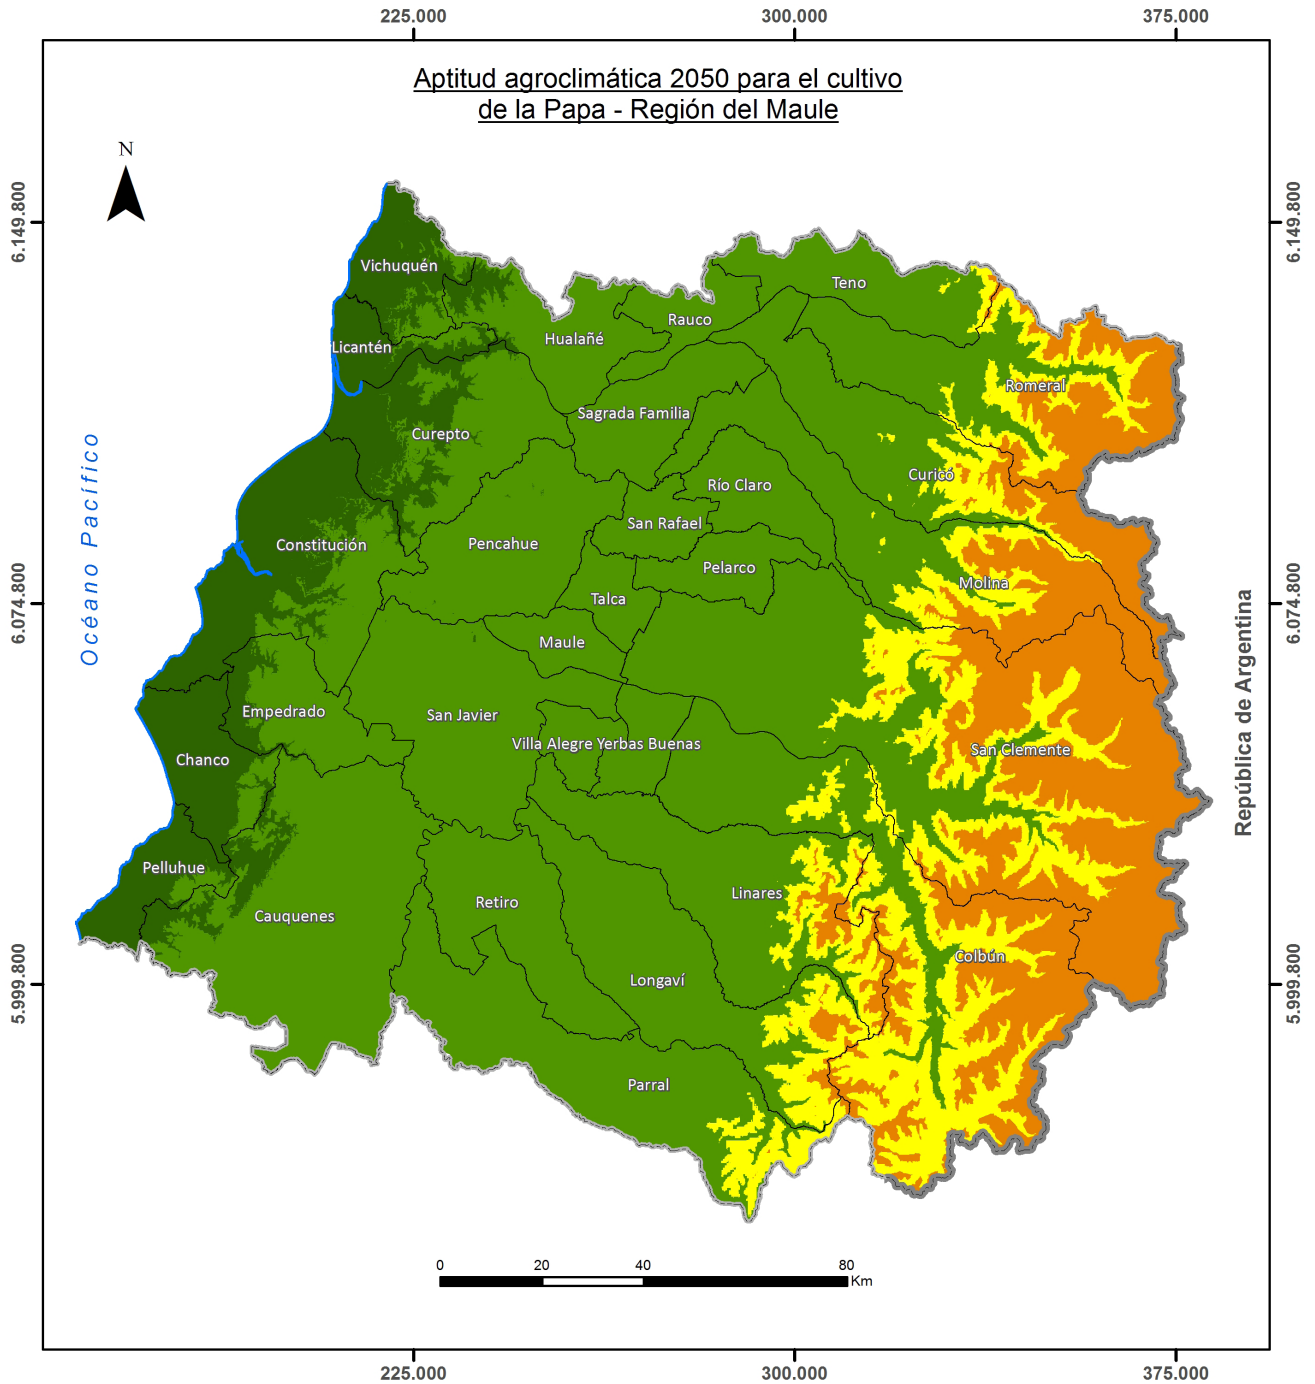 225.000
300.000
375.000
Aptitud agroclimática 2050 para el cultivo
de la Papa - Región del Maule
N
6.149.800
6.149.800
Vichuquén
Teno
Rauco
Hualañé
Licantén
Romeral
Sagrada Familia
Curepto
Curicó
Río Claro
San Rafael
Océano Pacífico
Constitución
Pencahue
Pelarco
Molina
6.074.800
6.074.800
Talca
Maule
República de Argentina
Empedrado
San Javier
Villa Alegre
Yerbas Buenas
San Clemente
Chanco
Pelluhue
Linares
Retiro
Cauquenes
Colbún
Longaví
5.999.800
5.999.800
Parral
0
20
40
80
Km
225.000
300.000
375.000